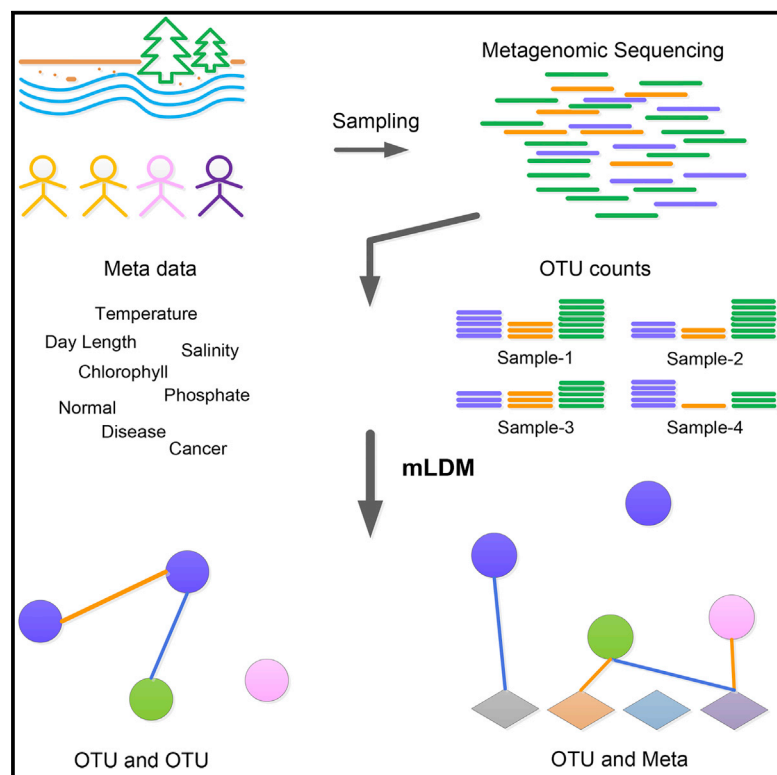 Metagenomic Sequencing
Sampling
Meta data
OTU counts
Temperature
Day Length
Salinity
Chlorophyll
Phosphate
Normal
Disease
Cancer
Sample-1
Sample-2
Sample-3
Sample-4
mLDM
OTU and OTU
OTU and Meta